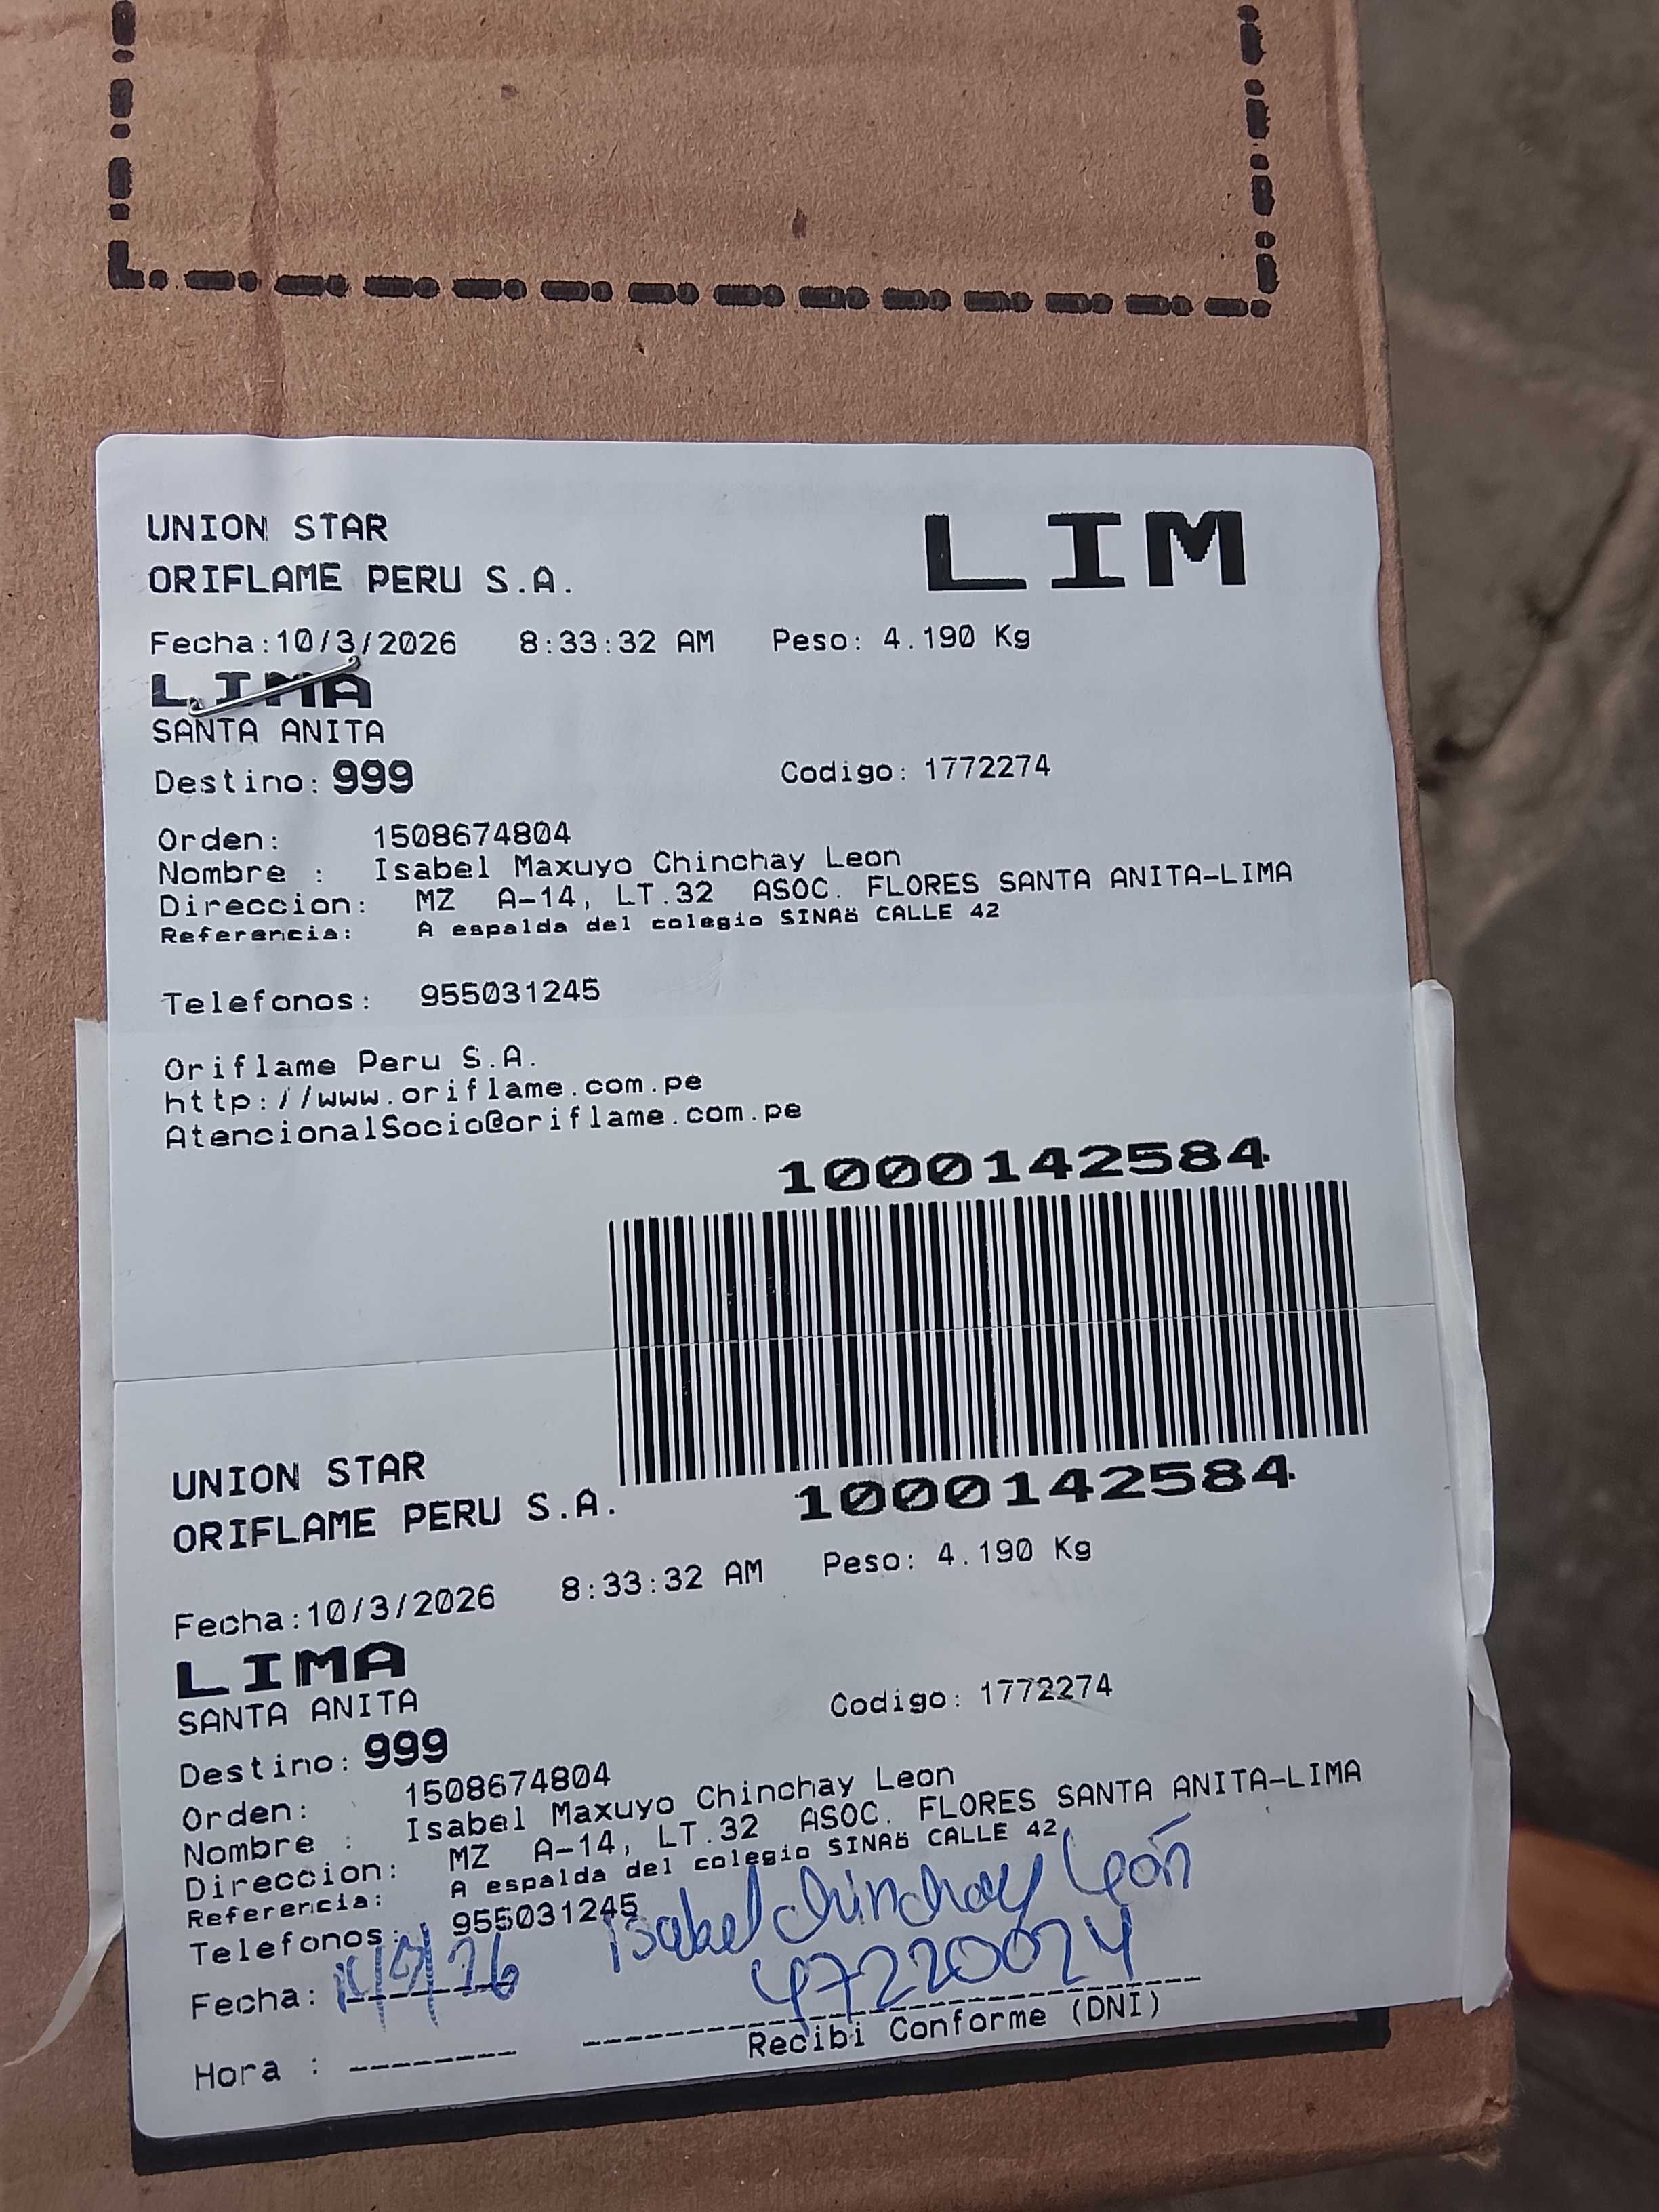 UNION STAR
LIM
ORIFLAME PERU S.A.
Fecha:10/3/2026 8:33:32 AM Peso: 4.190 Kg
LIMA
SANTA ANITA
Destino: 999 Codigo: 1772274
Orden: 1508674804
Nombre : Isabel Maxuyo Chinchay Leon
Direccion: MZ A-14, LT.32 ASOC. FLORES SANTA ANITA-LIMA
Referencia: A espalda del colegio SINAö CALLE 42
Telefonos: 955031245
Oriflame Peru S.A.
http://www.oriflame.com.pe
AtencionalSocio@oriflame.com.pe
1000142584
1000142584
UNION STAR
ORIFLAME PERU S.A.
Fecha:10/3/2026 8:33:32 AM Peso: 4.190 Kg
LIMA
SANTA ANITA
Destino: 999 Codigo: 1772274
Orden: 1508674804
Nombre : Isabel Maxuyo Chinchay Leon
Direccion: MZ A-14, LT.32 ASOC. FLORES SANTA ANITA-LIMA
Referencia: A espalda del colegio SINAö CALLE 42
Telefonos: 955031245
Isabel Chinchay León
47220024
Fecha:
Hora :
Recibi Conforme (DNI)